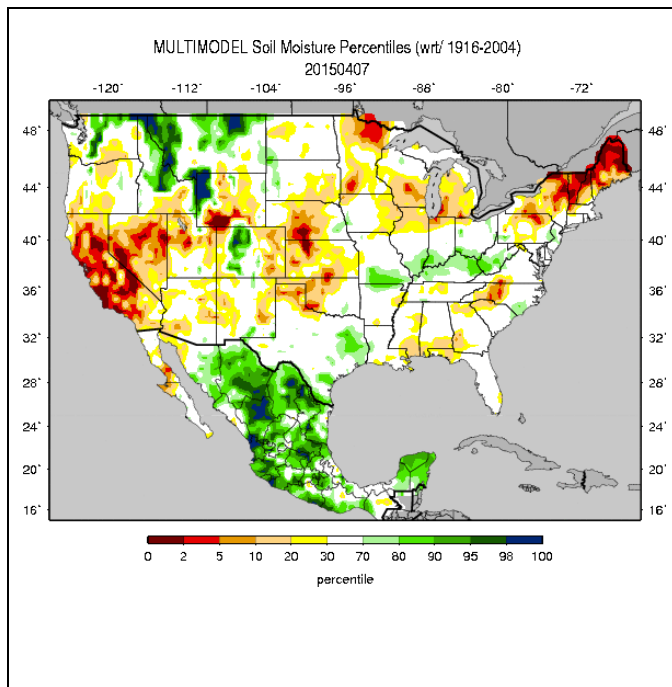 MULTIMODEL Soil Moisture Percentiles (wrt/ 1916-2004)
20150407
-120° -112° -104° -96° -88° -80° -72°
48° 48°
44° 44°
40° 40°
36° 36°
32° 32°
28° 28°
24° 24°
20° 20°
16° 16°
0 2 5 10 20 30 70 80 90 95 98 100
percentile